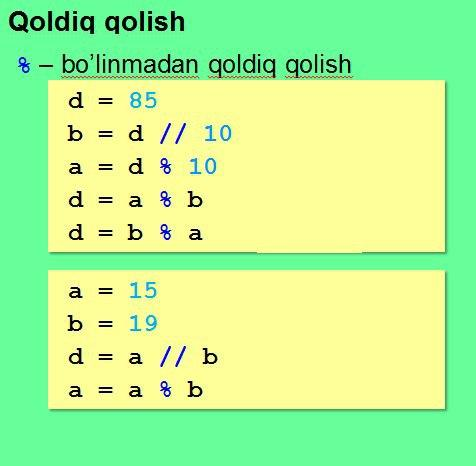 Qoldiq qolish
% – bo’linmadan qoldiq qolish
d = 85
b = d // 10
a = d % 10
d = a % b
d = b % a
a = 15
b = 19
d = a // b
a = a % b